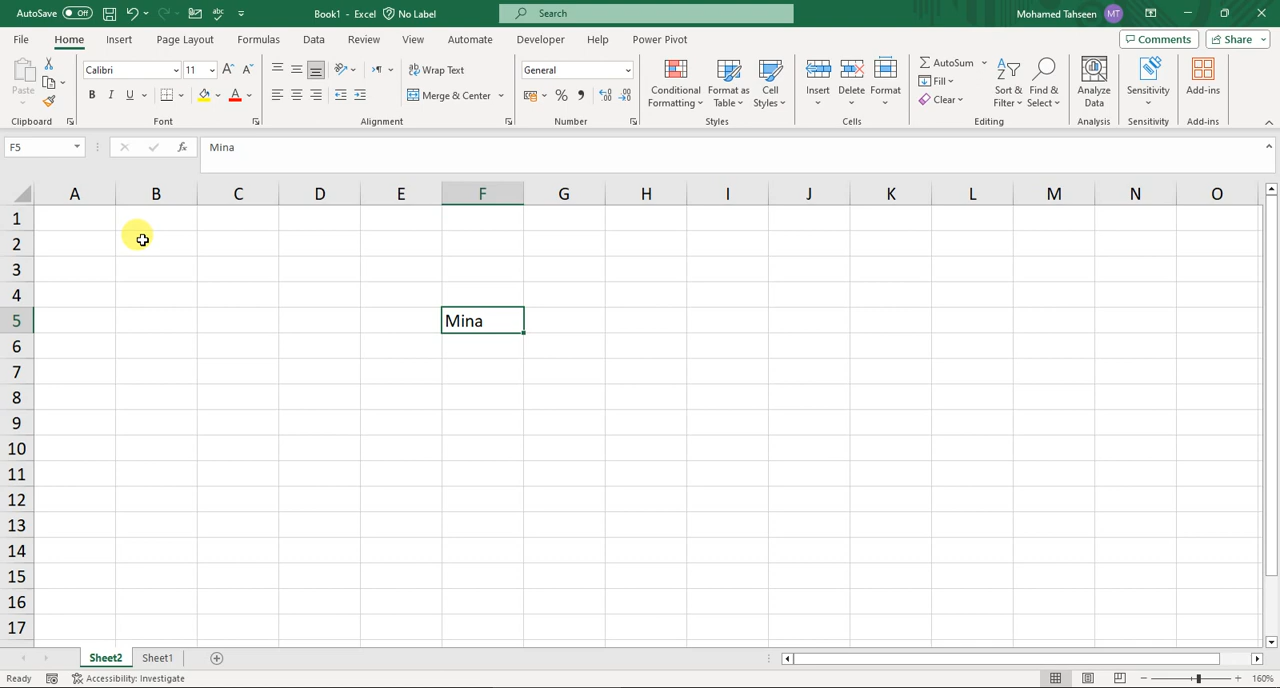 AutoSave Off Book1 - Excel No Label Search Mohamed Tahseen MT
File Home Insert Page Layout Formulas Data Review View Automate Developer Help Power Pivot Comments Share
Paste
Clipboard
Calibri 11 A A
B I U A
Font
Wrap Text
Merge & Center
Alignment
General
% 9
Number
Conditional Formatting
Format as Table
Cell Styles
Styles
Insert Delete Format
Cells
AutoSum
Fill
Clear
Sort & Filter
Find & Select
Editing
Analyze Data
Analysis
Sensitivity
Sensitivity
Add-ins
Add-ins
F5 fx Mina
A B C D E F G H I J K L M N O
1
2
3
4
5 Mina
6
7
8
9
10
11
12
13
14
15
16
17
Sheet2 Sheet1
Ready Accessibility: Investigate 160%